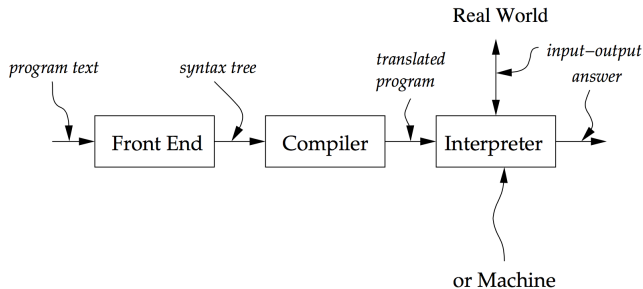 Real World
program text
syntax tree
translated
program
input–output
answer
Front End
Compiler
Interpreter
or Machine